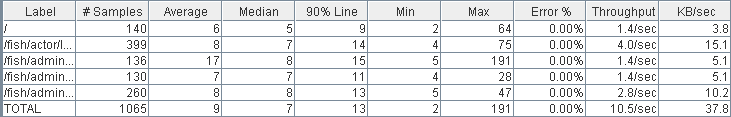 Label # Samples Average Median 90% Line Min Max Error % Throughput KB/sec
/ 140 6 5 9 2 64 0.00% 1.4/sec 3.8
/fish/actor/l... 399 8 7 14 4 75 0.00% 4.0/sec 15.1
/fish/admin... 136 17 8 15 5 191 0.00% 1.4/sec 5.1
/fish/admin... 130 7 7 11 4 28 0.00% 1.4/sec 5.1
/fish/admin... 260 8 8 13 5 47 0.00% 2.8/sec 10.2
TOTAL 1065 9 7 13 2 191 0.00% 10.5/sec 37.8